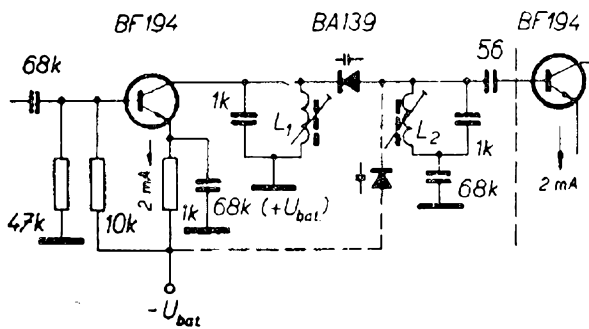 BF194
BA139
BF194
68k
56
1k
L1
L2
1k
2 mA
68k (+Ubat)
68k
2 mA
47k
10k
1k
-Ubat